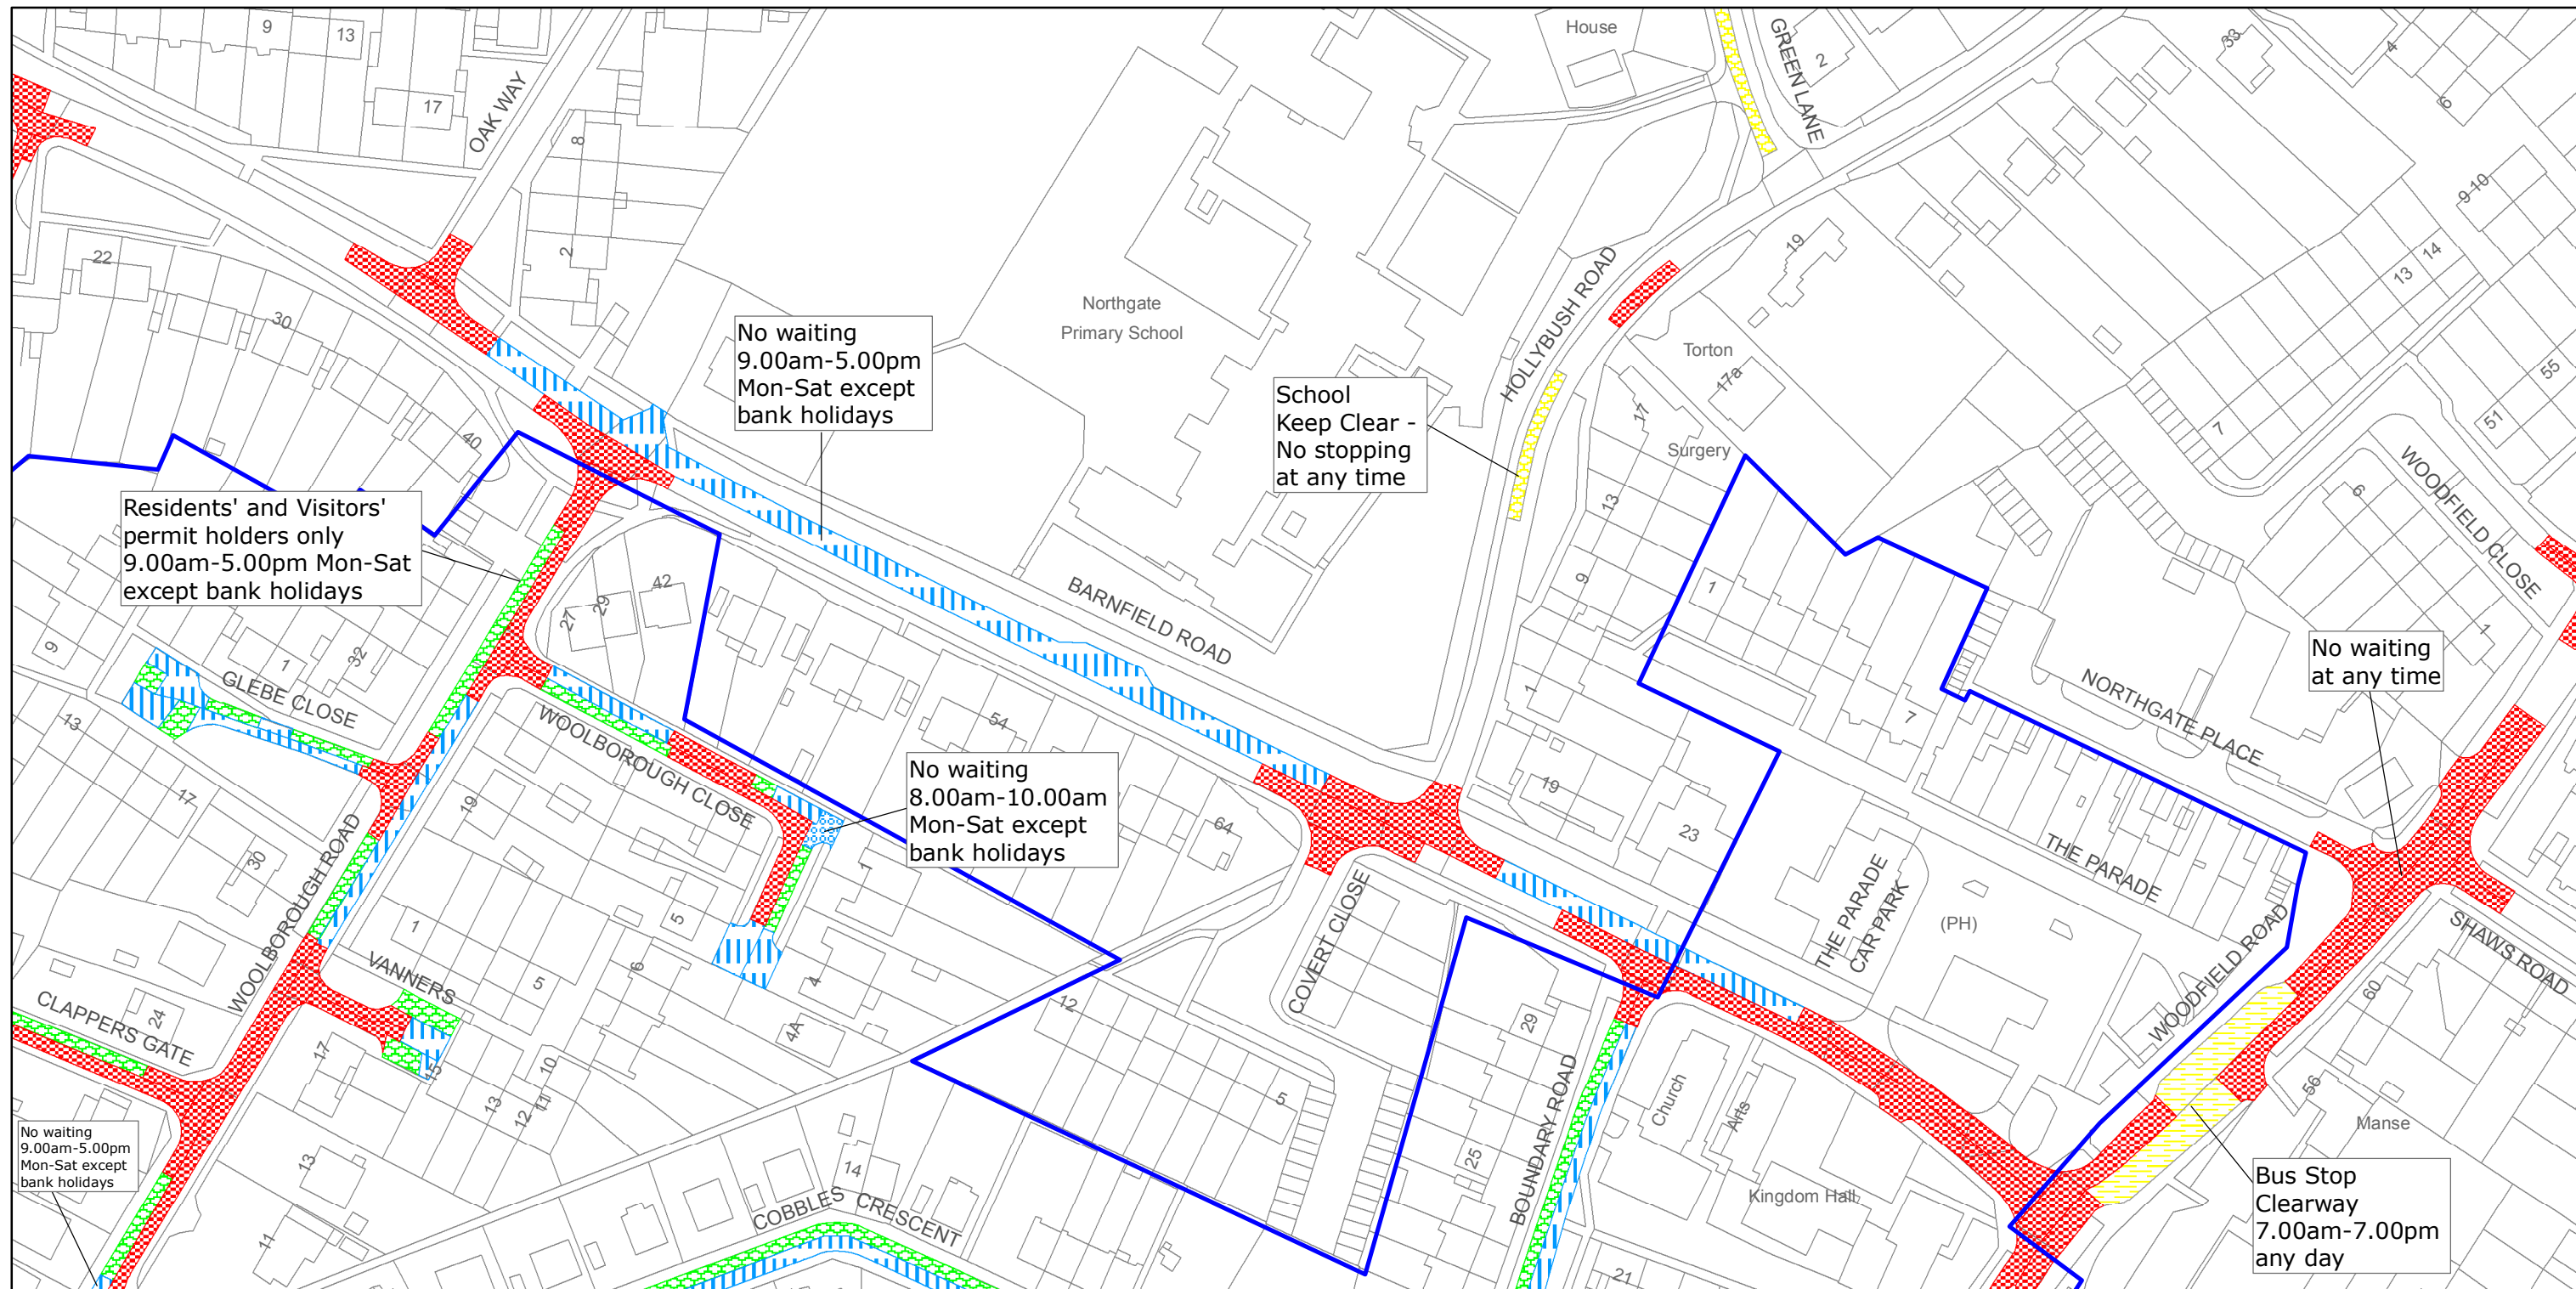 9
13
House
GREEN LANE
2
33
4
17
OAK WAY
8
6
9-10
2
22
30
40
No waiting
9.00am-5.00pm
Mon-Sat except
bank holidays
Northgate
Primary School
HOLLYBUSH ROAD
19
Torton
17a
17
Surgery
13
9
14
13
55
51
7
WOODFIELD CLOSE
6
1
School
Keep Clear -
No stopping
at any time
Residents' and Visitors'
permit holders only
9.00am-5.00pm Mon-Sat
except bank holidays
42
29
27
BARNFIELD ROAD
1
1
7
No waiting
at any time
NORTHGATE PLACE
9
1
32
GLEBE CLOSE
13
17
WOOLBOROUGH CLOSE
54
No waiting
8.00am-10.00am
Mon-Sat except
bank holidays
64
19
23
THE PARADE
THE PARADE
CAR PARK
(PH)
WOODFIELD ROAD
SHAWS ROAD
19
30
WOOLBOROUGH ROAD
1
5
5
6
1
4
4A
VANNERS
COVERT CLOSE
12
5
29
25
BOUNDARY ROAD
Church
Arts
Kingdom Hall
60
56
Manse
CLAPPERS GATE
24
17
15
13
12
11
10
13
11
14
COBBLES CRESCENT
21
No waiting
9.00am-5.00pm
Mon-Sat except
bank holidays
Bus Stop
Clearway
7.00am-7.00pm
any day